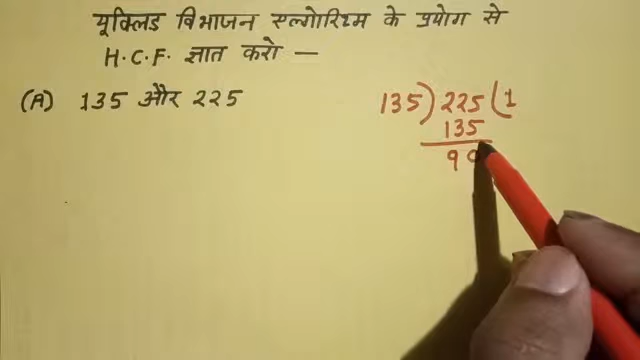 यूक्लिड विभाजन एल्गोरिथ्म के प्रयोग से
H.C.F. ज्ञात करो —
(A) 135 और 225
135) 225 (1
135
90